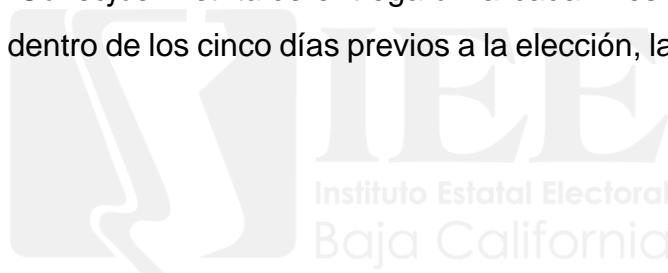 dentro de los cinco días previos a la elección, la
IEE
Instituto Estatal Electoral
Baja California